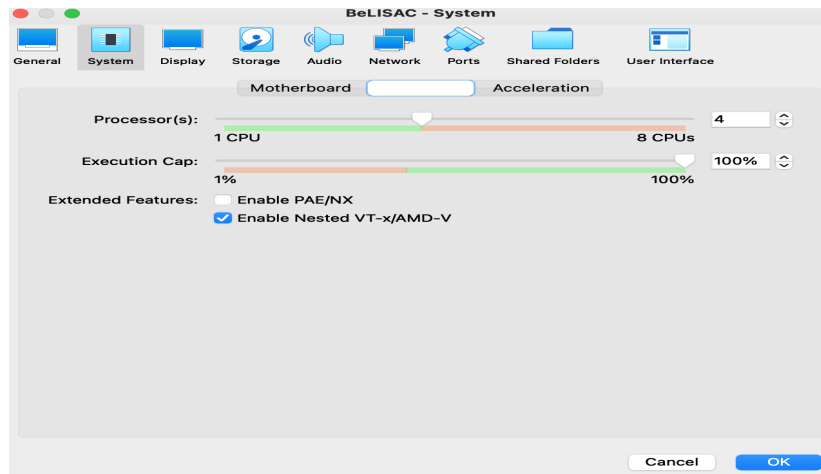 BeLISAC - System
General System Display Storage Audio Network Ports Shared Folders User Interface
Motherboard Acceleration
Processor(s): 4
1 CPU 8 CPUs
Execution Cap: 100%
1% 100%
Extended Features: Enable PAE/NX
Enable Nested VT-x/AMD-V
Cancel OK